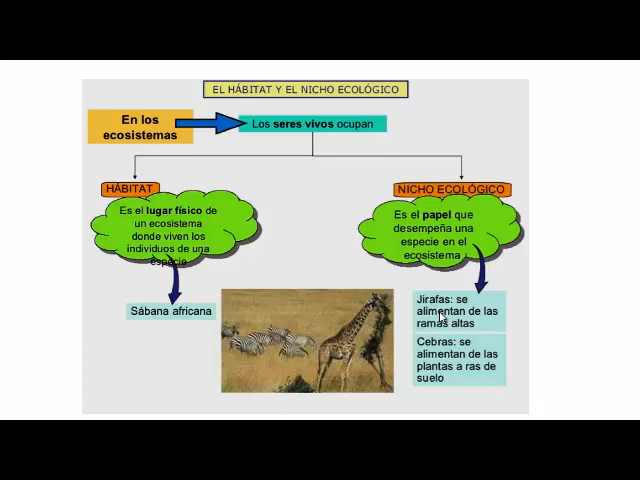 EL HÁBITAT Y EL NICHO ECOLÓGICO
En los
ecosistemas
Los seres vivos ocupan
HÁBITAT
NICHO ECOLÓGICO
Es el lugar físico de
un ecosistema
donde viven los
individuos de una
especie
Es el papel que
desempeña una
especie en el
ecosistema
Sábana africana
Jirafas: se
alimentan de las
ramas altas
Cebras: se
alimentan de las
plantas a ras de
suelo